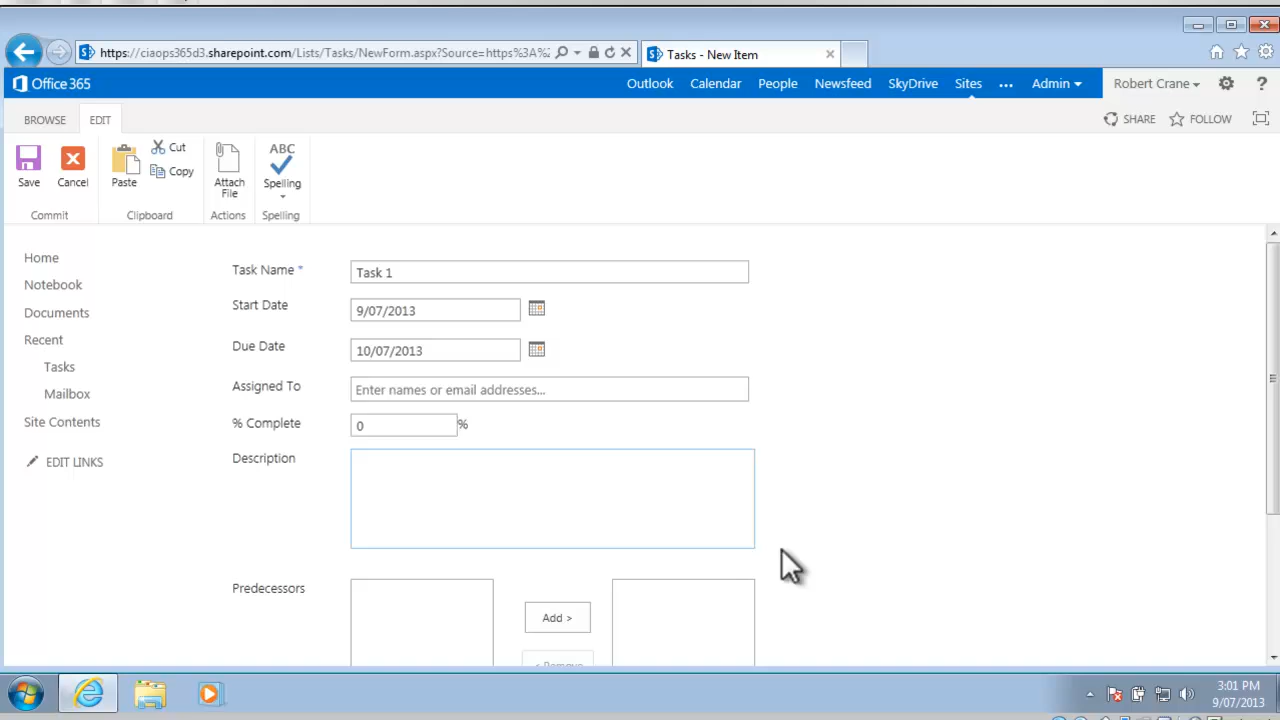 https://ciaops365d3.sharepoint.com/Lists/Tasks/NewForm.aspx?Source=https%3A%2
Tasks - New Item
Office 365
Outlook Calendar People Newsfeed SkyDrive Sites ... Admin Robert Crane ?
BROWSE EDIT SHARE FOLLOW
Save
Cancel
Paste
Cut
Copy
Attach File
ABC
Spelling
Commit Clipboard Actions Spelling
Home
Notebook
Documents
Recent
Tasks
Mailbox
Site Contents
EDIT LINKS
Task Name * Task 1
Start Date 9/07/2013
Due Date 10/07/2013
Assigned To Enter names or email addresses...
% Complete 0 %
Description
Predecessors
Add >
< Remove
3:01 PM
9/07/2013